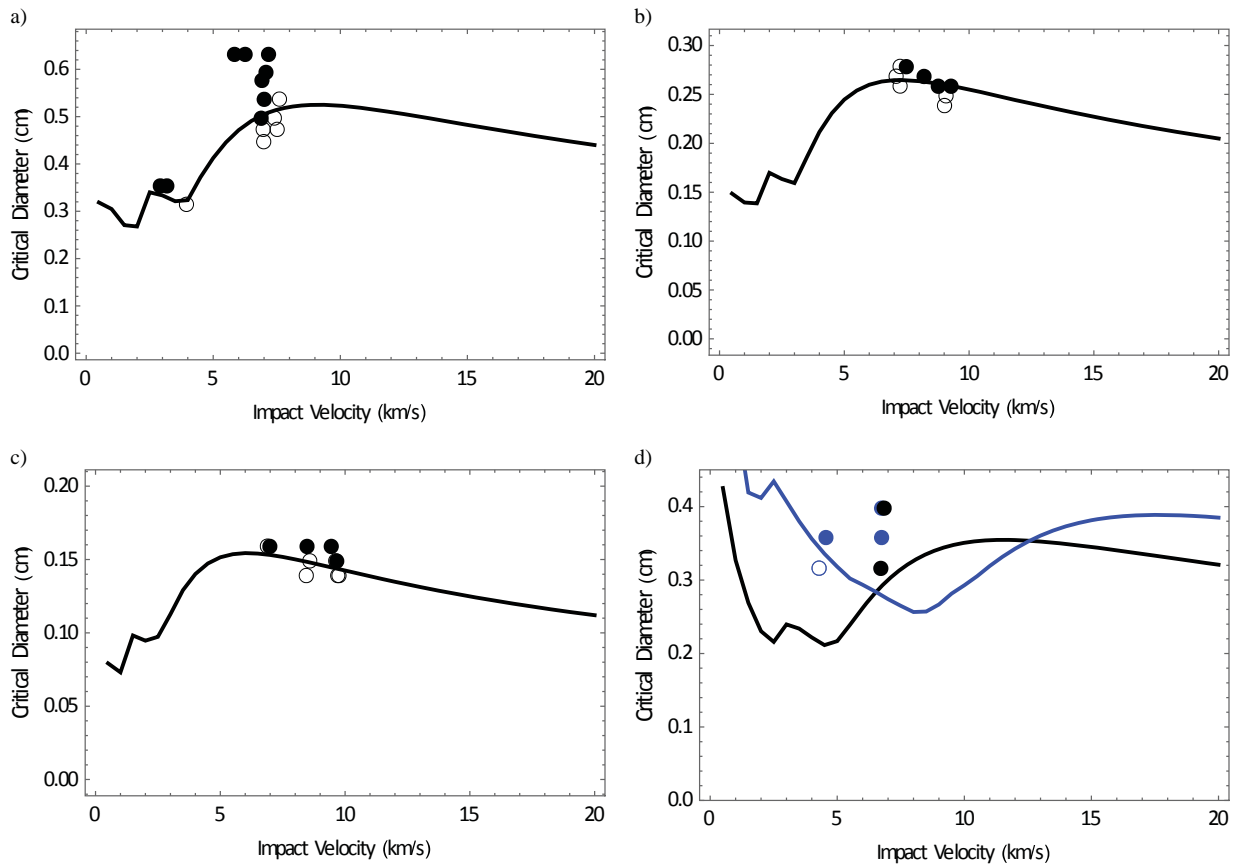 a)
0.6
0.5
0.4
0.3
0.2
0.1
0.0
Critical Diameter (cm)
0 5 10 15 20
Impact Velocity (km/s)
b)
0.30
0.25
0.20
0.15
0.10
0.05
0.00
Critical Diameter (cm)
0 5 10 15 20
Impact Velocity (km/s)
c)
0.20
0.15
0.10
0.05
0.00
Critical Diameter (cm)
0 5 10 15 20
Impact Velocity (km/s)
d)
0.4
0.3
0.2
0.1
0.0
Critical Diameter (cm)
0 5 10 15 20
Impact Velocity (km/s)